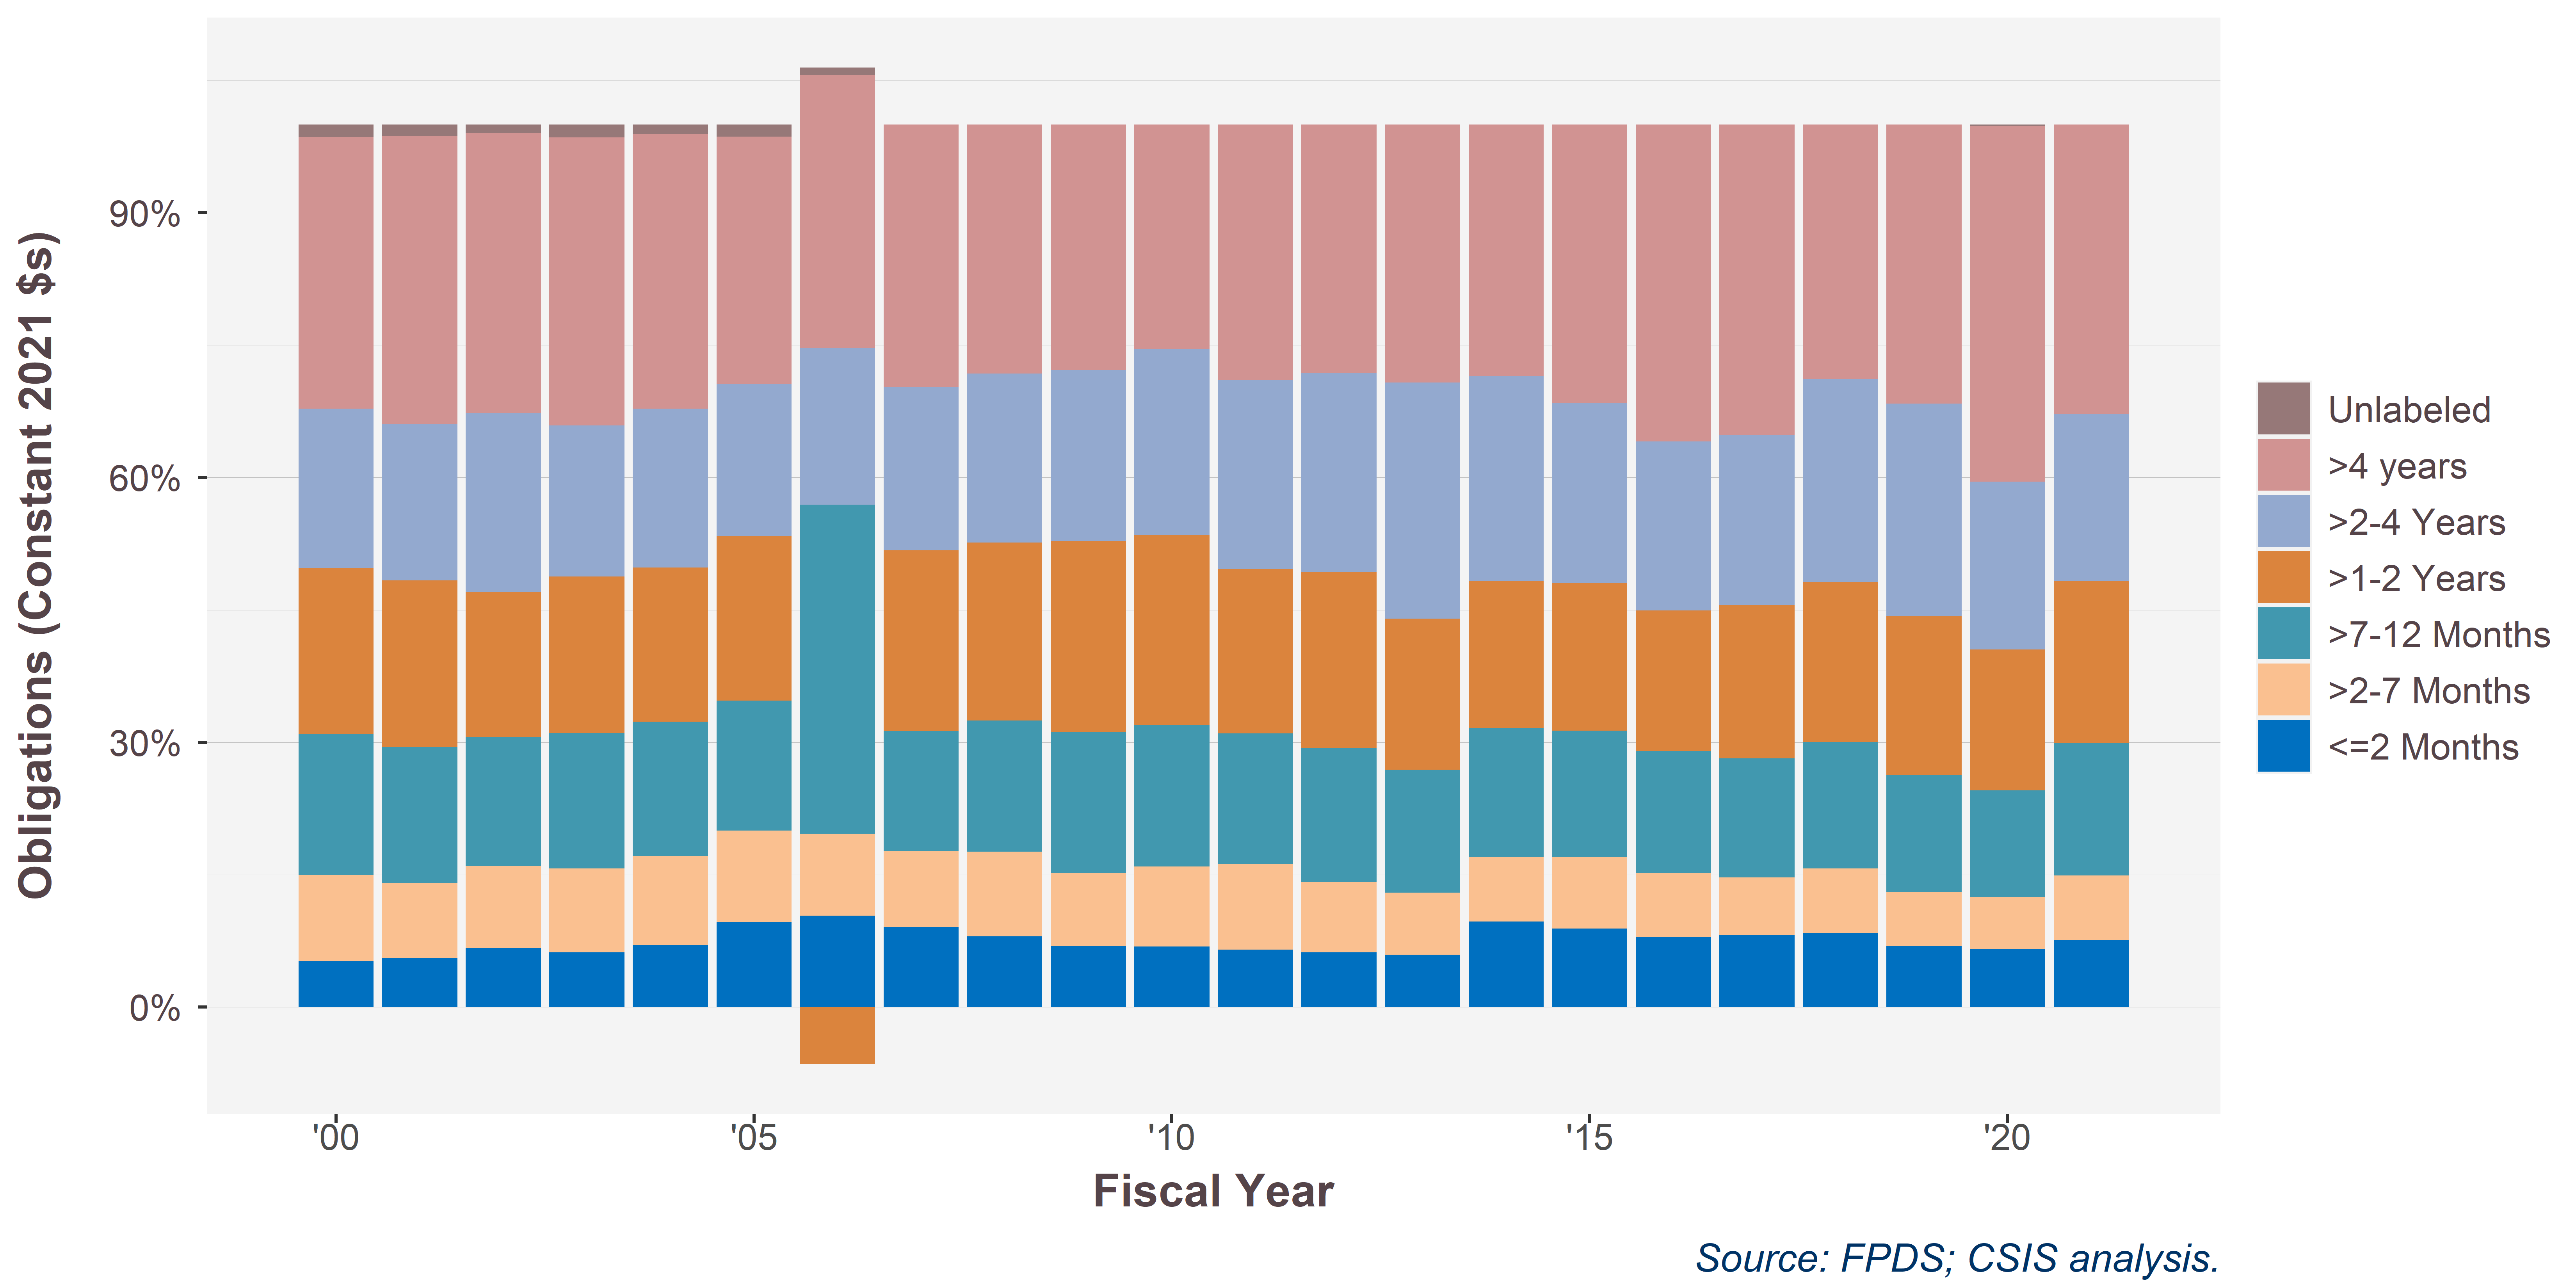 Obligations (Constant 2021 $s)
90%
60%
30%
0%
'00
'05
'10
'15
'20
Fiscal Year
Unlabeled
>4 years
>2-4 Years
>1-2 Years
>7-12 Months
>2-7 Months
<=2 Months
Source: FPDS; CSIS analysis.